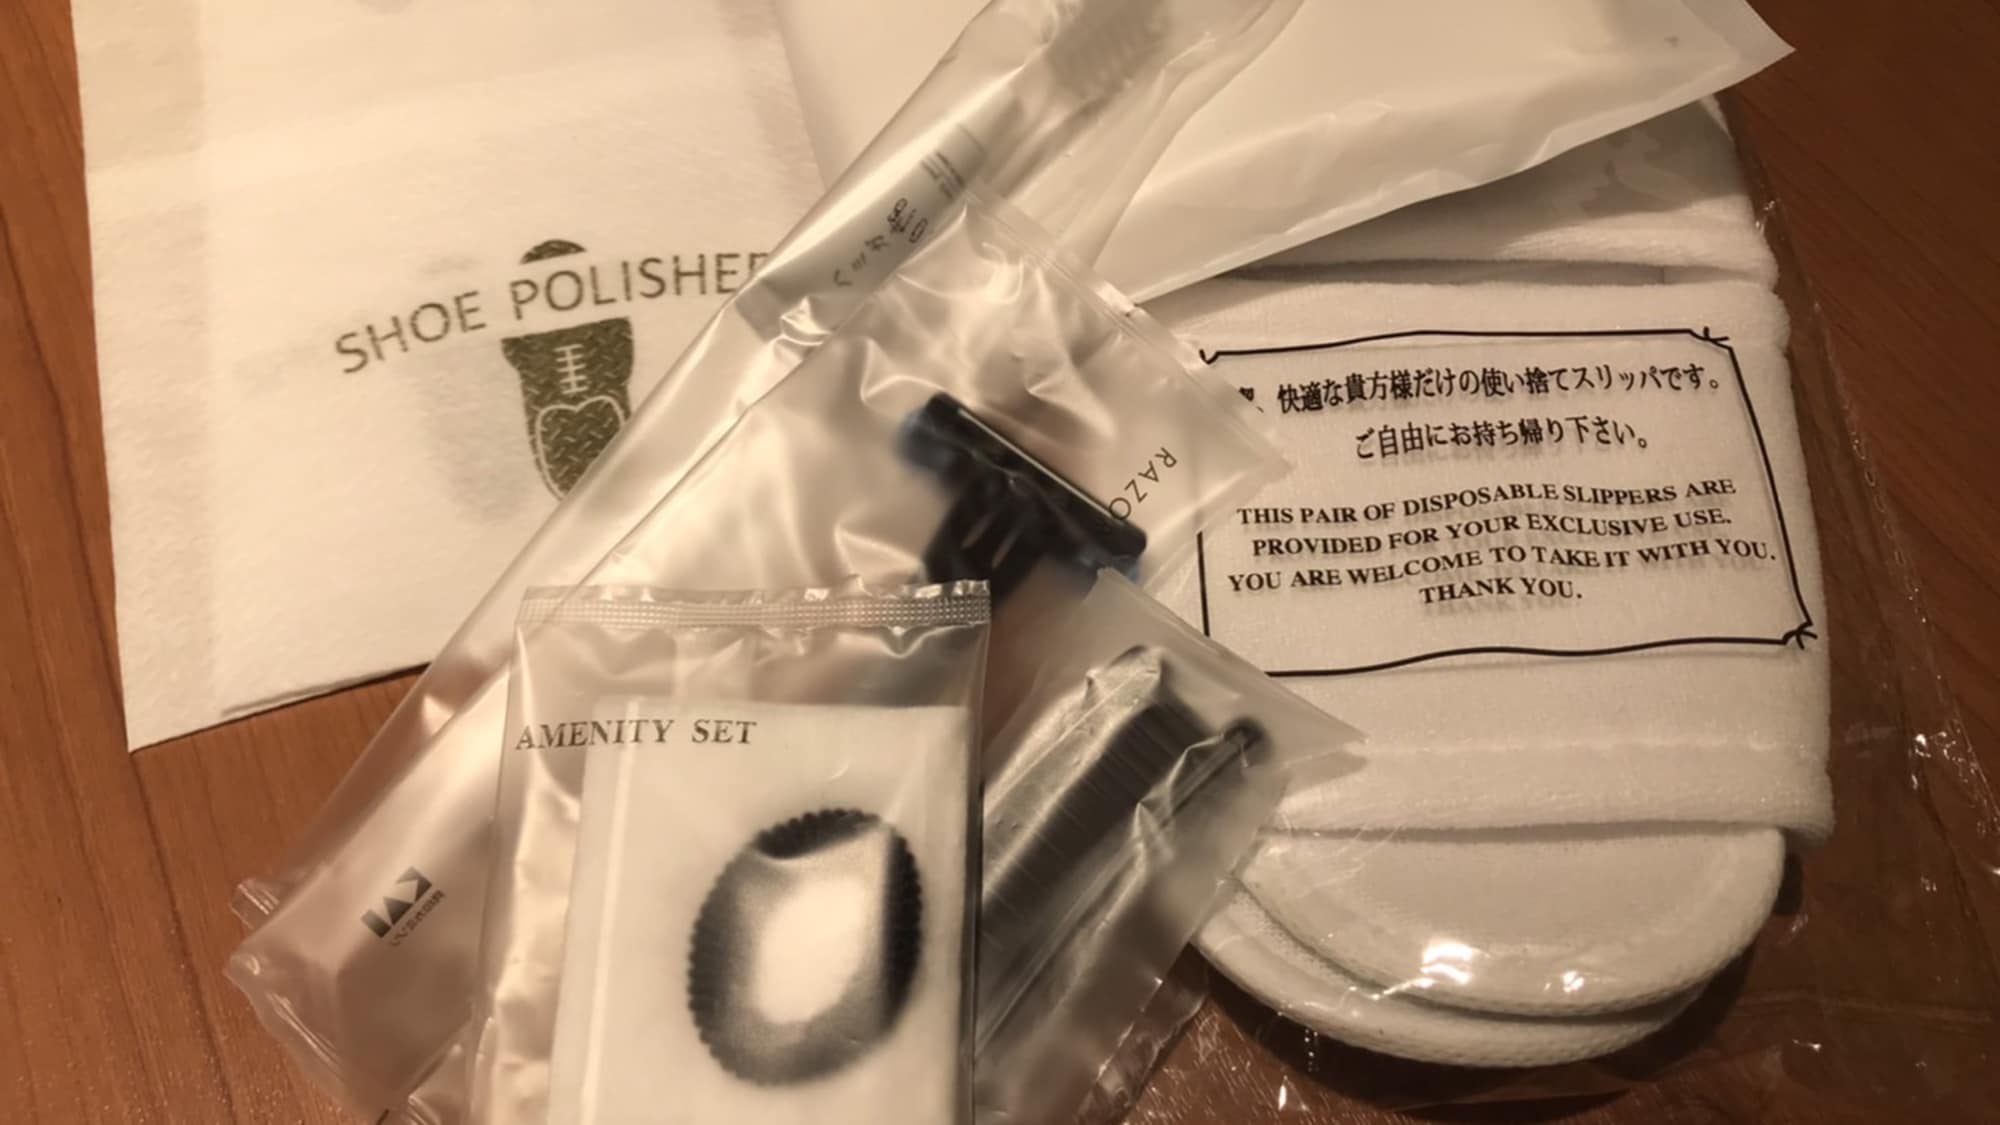 SHOE POLISHER
RAZO
、快適な貴方様だけの使い捨てスリッパです。
ご自由にお持ち帰り下さい。
THIS PAIR OF DISPOSABLE SLIPPERS ARE
PROVIDED FOR YOUR EXCLUSIVE USE.
YOU ARE WELCOME TO TAKE IT WITH YOU.
THANK YOU.
AMENITY SET
KAI